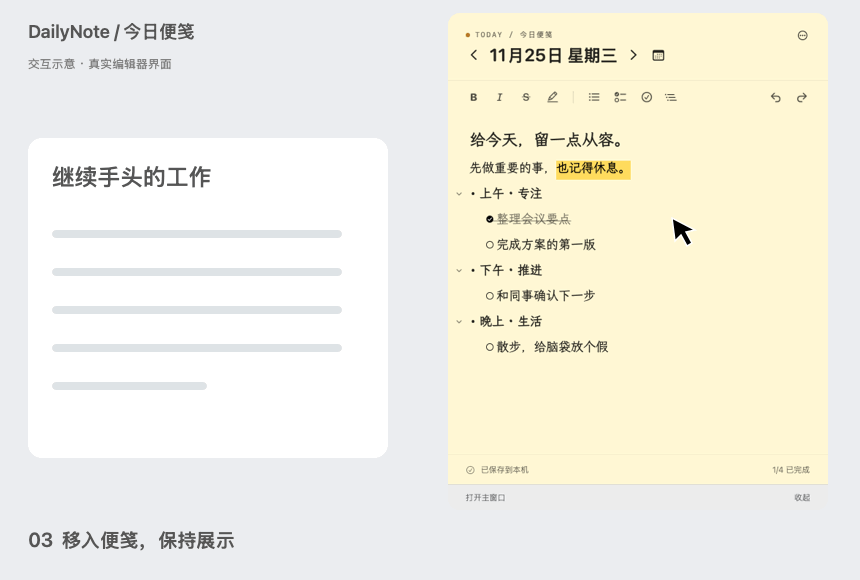 DailyNote / 今日便笺
交互示意 · 真实编辑器界面
继续手头的工作
03 移入便笺，保持展示
TODAY / 今日便笺
11月25日 星期三
B I S
给今天，留一点从容。
先做重要的事，也记得休息。
• 上午 · 专注
整理会议要点
完成方案的第一版
• 下午 · 推进
和同事确认下一步
• 晚上 · 生活
散步，给脑袋放个假
已保存到本机
1/4 已完成
打开主窗口
收起